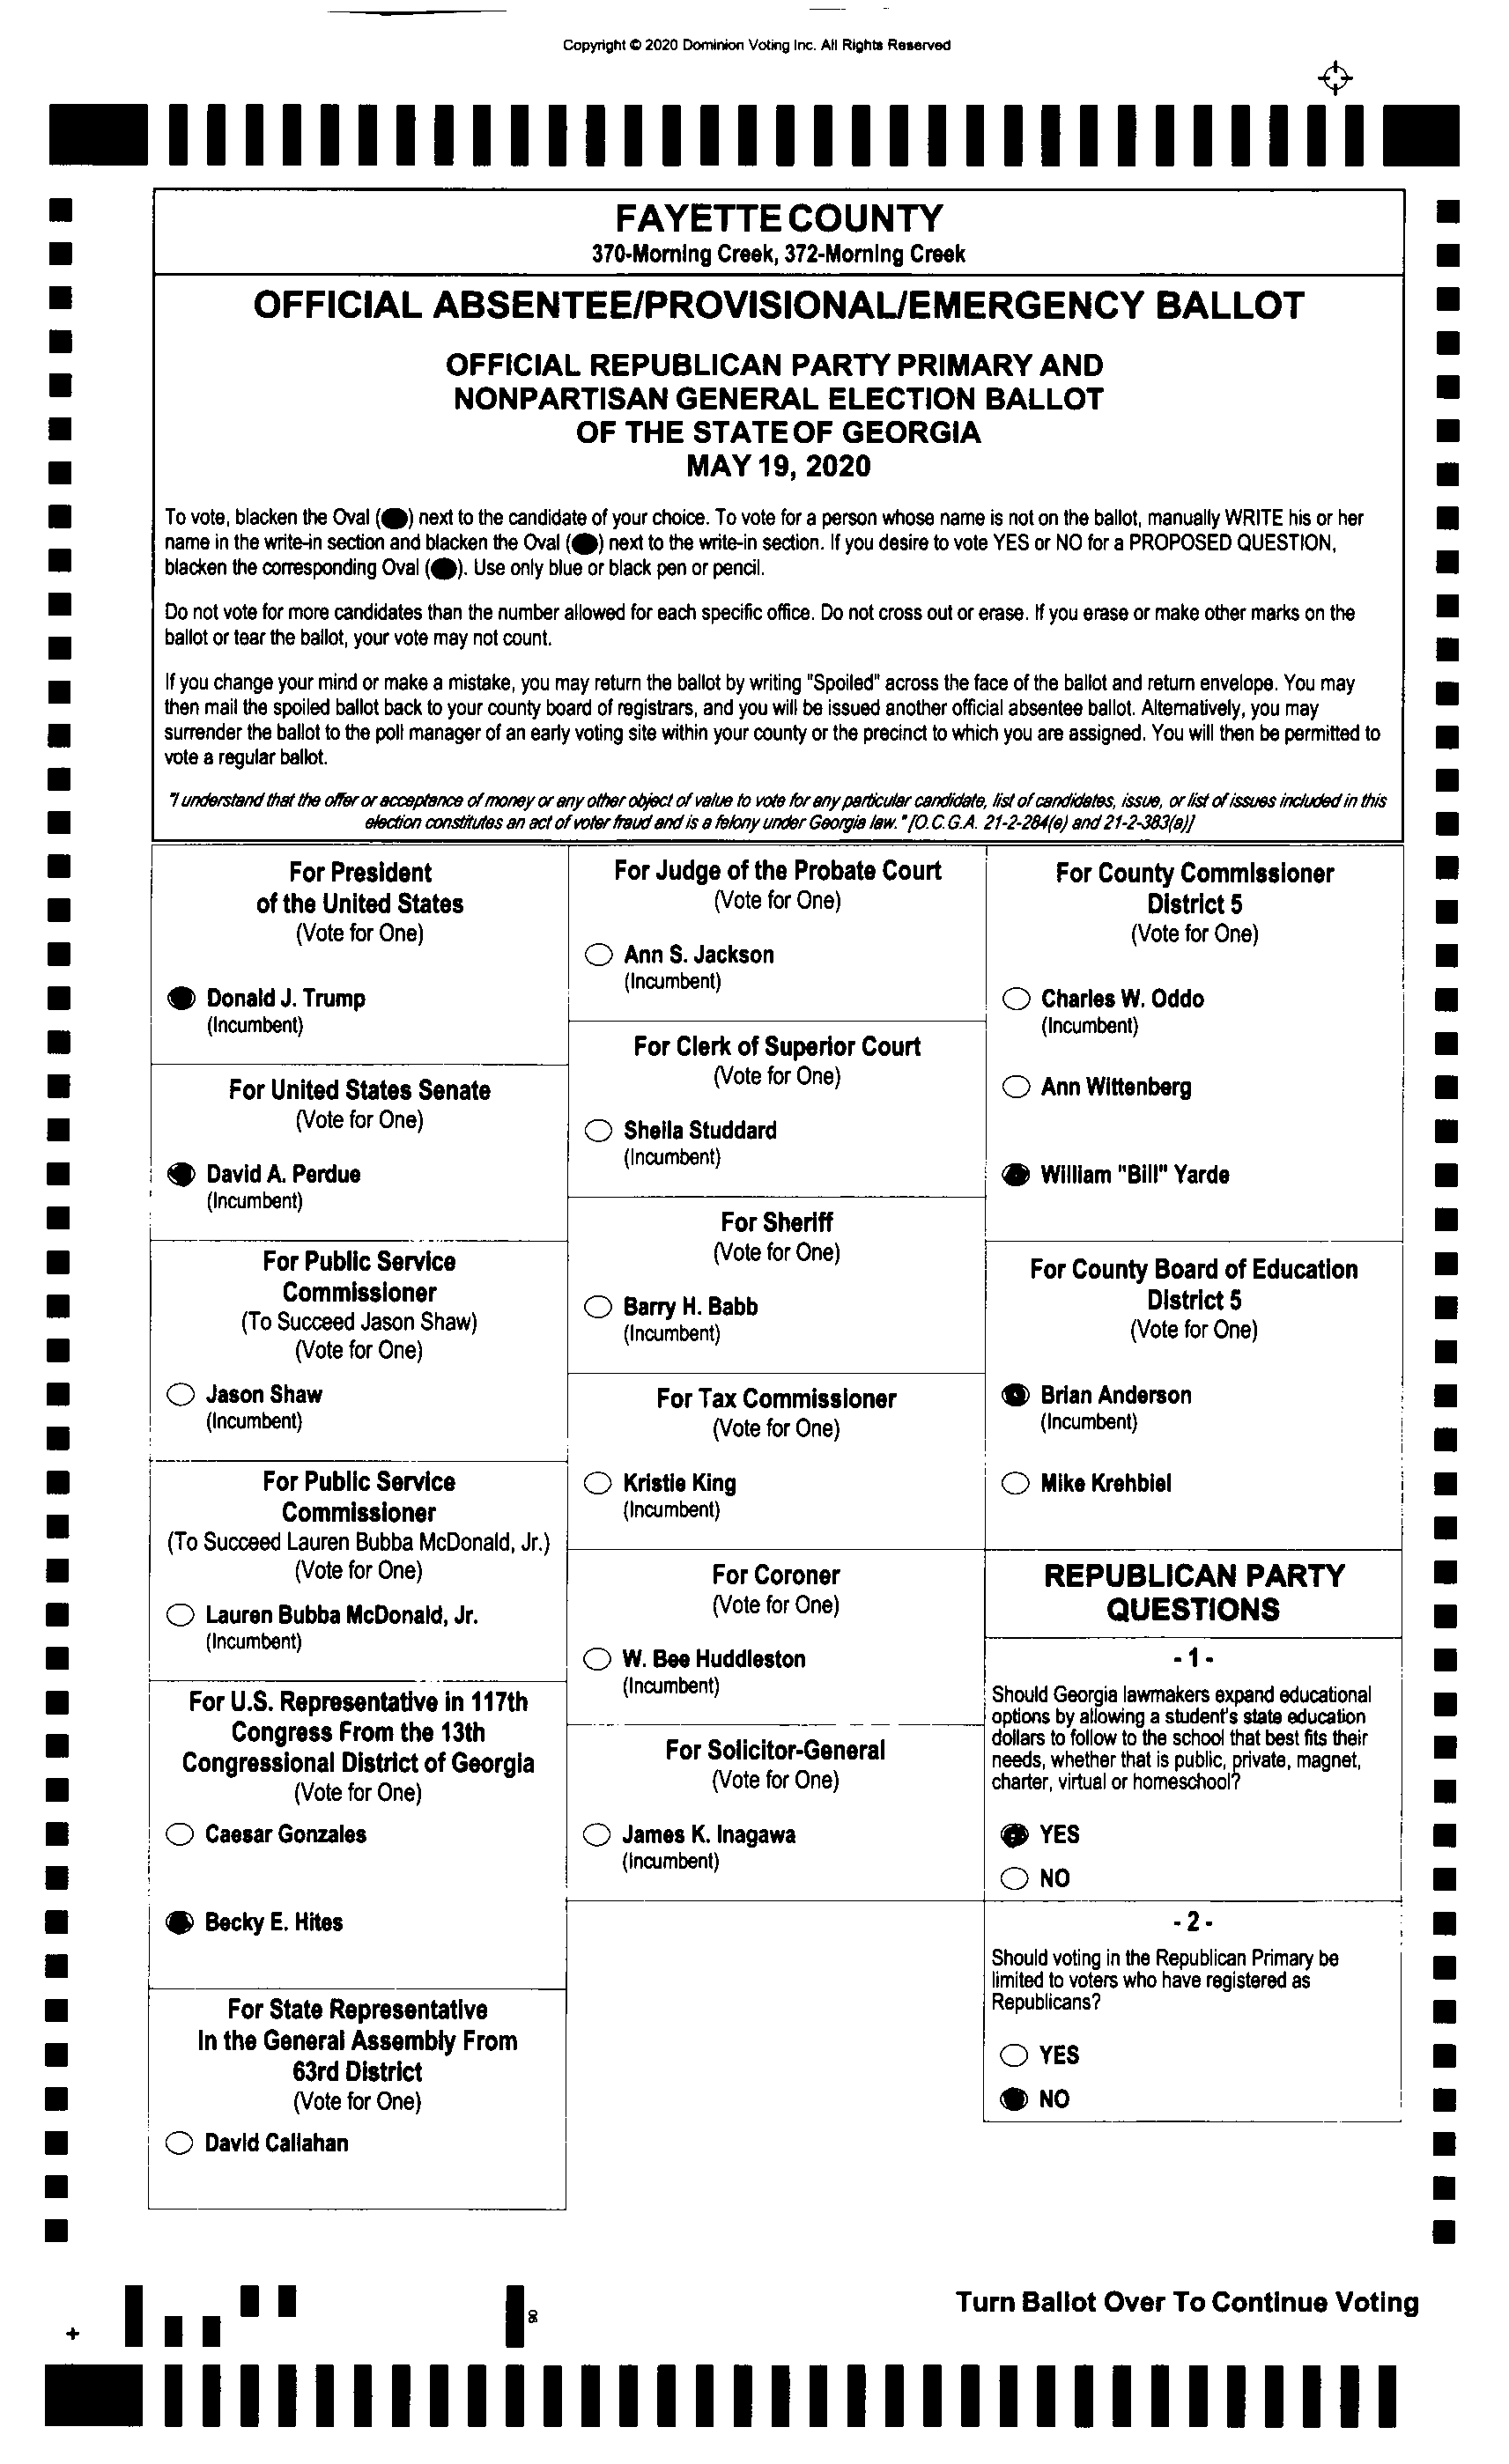 Copyright © 2020 Dominion Voting Inc. All Rights Reserved
FAYETTE COUNTY
370-Morning Creek, 372-Morning Creek
OFFICIAL ABSENTEE/PROVISIONAL/EMERGENCY BALLOT
OFFICIAL REPUBLICAN PARTY PRIMARY AND
NONPARTISAN GENERAL ELECTION BALLOT
OF THE STATE OF GEORGIA
MAY 19, 2020
To vote, blacken the Oval ( ) next to the candidate of your choice. To vote for a person whose name is not on the ballot, manually WRITE his or her
name in the write-in section and blacken the Oval ( ) next to the write-in section. If you desire to vote YES or NO for a PROPOSED QUESTION,
blacken the corresponding Oval ( ). Use only blue or black pen or pencil.
Do not vote for more candidates than the number allowed for each specific office. Do not cross out or erase. If you erase or make other marks on the
ballot or tear the ballot, your vote may not count.
If you change your mind or make a mistake, you may return the ballot by writing "Spoiled" across the face of the ballot and return envelope. You may
then mail the spoiled ballot back to your county board of registrars, and you will be issued another official absentee ballot. Alternatively, you may
surrender the ballot to the poll manager of an early voting site within your county or the precinct to which you are assigned. You will then be permitted to
vote a regular ballot.
"I understand that the offer or acceptance of money or any other object of value to vote for any particular candidate, list of candidates, issue, or list of issues included in this
election constitutes an act of voter fraud and is a felony under Georgia law." [O.C.G.A. 21-2-284(e) and 21-2-383(a)]
For President
of the United States
(Vote for One)
Donald J. Trump
(Incumbent)
For United States Senate
(Vote for One)
David A. Perdue
(Incumbent)
For Public Service
Commissioner
(To Succeed Jason Shaw)
(Vote for One)
Jason Shaw
(Incumbent)
For Public Service
Commissioner
(To Succeed Lauren Bubba McDonald, Jr.)
(Vote for One)
Lauren Bubba McDonald, Jr.
(Incumbent)
For U.S. Representative in 117th
Congress From the 13th
Congressional District of Georgia
(Vote for One)
Caesar Gonzales
Becky E. Hites
For State Representative
In the General Assembly From
63rd District
(Vote for One)
David Callahan
For Judge of the Probate Court
(Vote for One)
Ann S. Jackson
(Incumbent)
For Clerk of Superior Court
(Vote for One)
Sheila Studdard
(Incumbent)
For Sheriff
(Vote for One)
Barry H. Babb
(Incumbent)
For Tax Commissioner
(Vote for One)
Kristie King
(Incumbent)
For Coroner
(Vote for One)
W. Bee Huddleston
(Incumbent)
For Solicitor-General
(Vote for One)
James K. Inagawa
(Incumbent)
For County Commissioner
District 5
(Vote for One)
Charles W. Oddo
(Incumbent)
Ann Wittenberg
William "Bill" Yarde
For County Board of Education
District 5
(Vote for One)
Brian Anderson
(Incumbent)
Mike Krehbiel
REPUBLICAN PARTY
QUESTIONS
- 1 -
Should Georgia lawmakers expand educational
options by allowing a student's state education
dollars to follow to the school that best fits their
needs, whether that is public, private, magnet,
charter, virtual or homeschool?
YES
NO
- 2 -
Should voting in the Republican Primary be
limited to voters who have registered as
Republicans?
YES
NO
Turn Ballot Over To Continue Voting